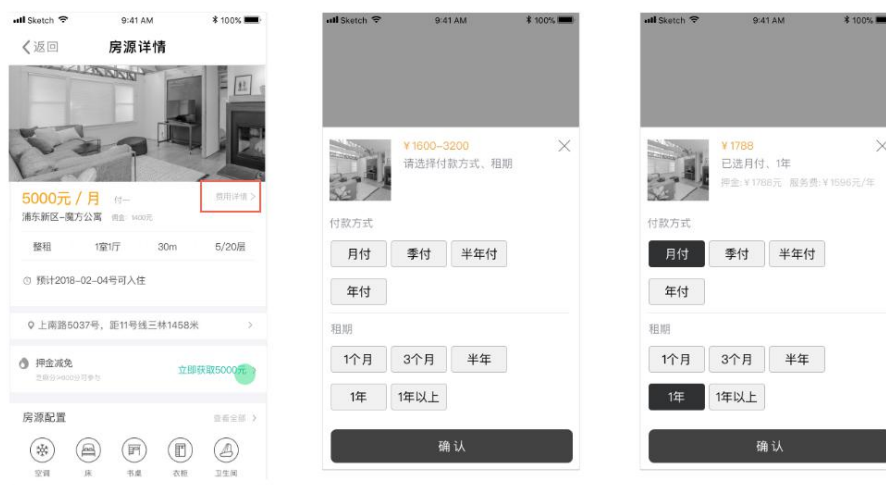 Sketch 9:41 AM 100%
返回 房源详情
5000元 / 月 付一
费用详情
浦东新区-魔方公寓 佣金: 1400元
整租 1室1厅 30m 5/20层
预计2018-02-04号可入住
上南路5037号，距11号线三林1458米
押金减免
立即获取5000元
房源配置 查看全部
空调 床 书桌 衣柜 卫生间
Sketch 9:41 AM 100%
¥1600-3200
请选择付款方式、租期
付款方式
月付 季付 半年付
年付
租期
1个月 3个月 半年
1年 1年以上
确认
Sketch 9:41 AM 100%
¥1788
已选月付、1年
押金:¥1788元 服务费:¥1596元/年
付款方式
月付 季付 半年付
年付
租期
1个月 3个月 半年
1年 1年以上
确认